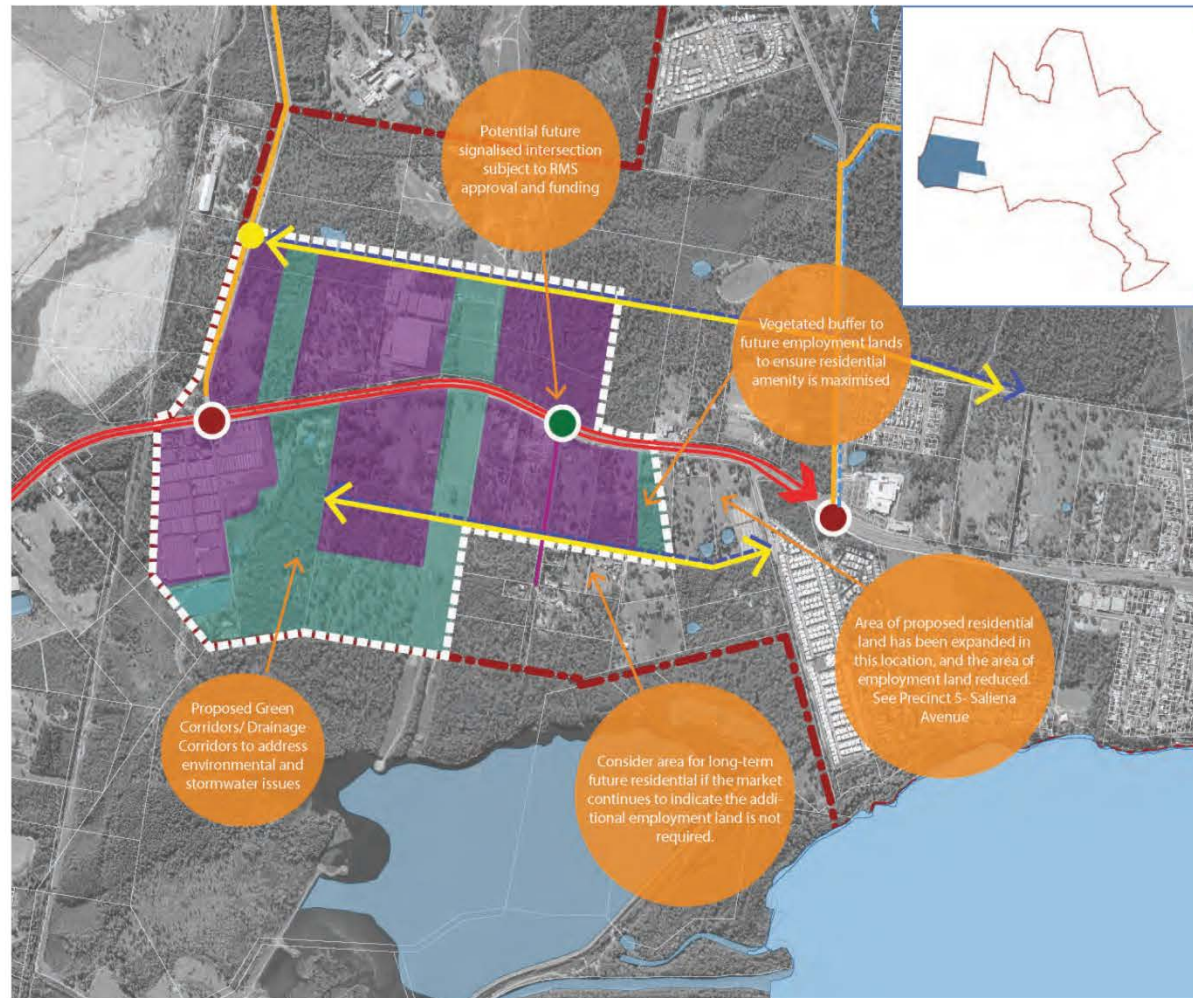 Potential future
signalised intersection
subject to RMS
approval and funding
Vegetated buffer to
future employment lands
to ensure residential
amenity is maximised
Area of proposed residential
land has been expanded in
this location, and the area of
employment land reduced.
See Precinct 5- Saliena
Avenue
Proposed Green
Corridors/ Drainage
Corridors to address
environmental and
stormwater issues
Consider area for long-term
future residential if the market
continues to indicate the addi-
tional employment land is not
required.